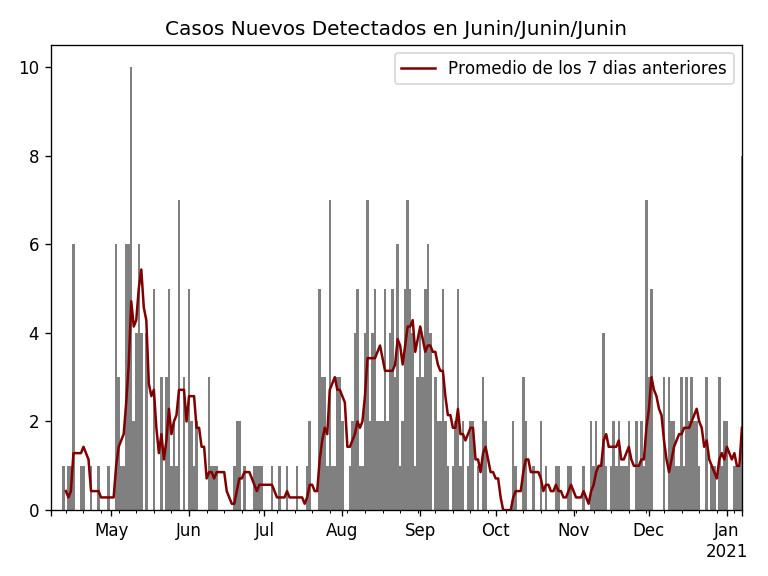 Casos Nuevos Detectados en Junin/Junin/Junin
Promedio de los 7 dias anteriores
10
8
6
4
2
0
May Jun Jul Aug Sep Oct Nov Dec Jan
2021